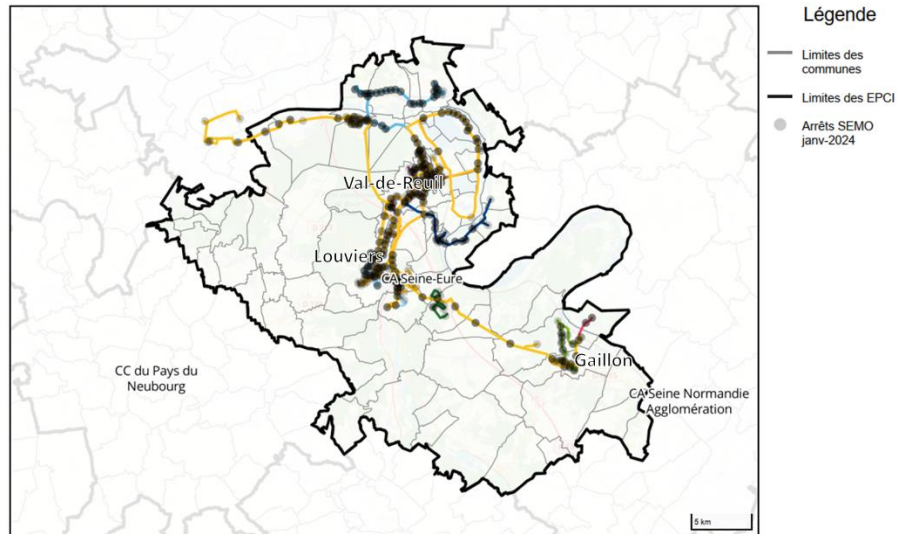 Légende
Limites des
communes
Limites des EPCI
Arrêts SEMO
janv-2024
Val-de-Reuil
Louviers
CA Seine-Eure
Gaillon
CC du Pays du
Neubourg
CA Seine Normandie
Agglomération
5 km